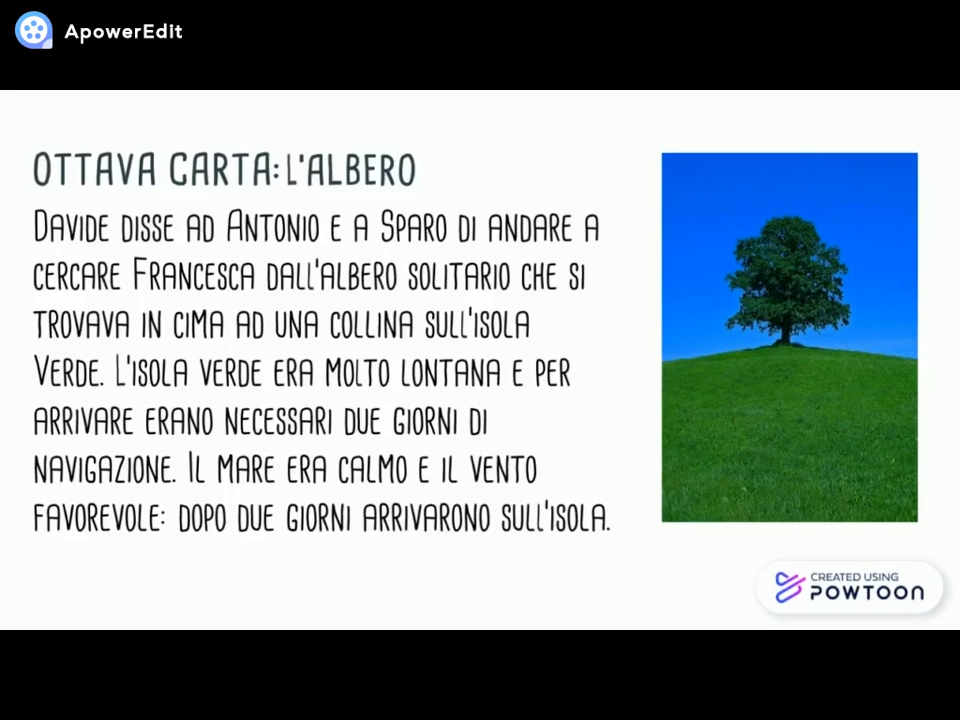 ApowerEdit
OTTAVA CARTA: L'ALBERO
DAVIDE DISSE AD ANTONIO E A SPARO DI ANDARE A
CERCARE FRANCESCA DALL'ALBERO SOLITARIO CHE SI
TROVAVA IN CIMA AD UNA COLLINA SULL'ISOLA
VERDE. L'ISOLA VERDE ERA MOLTO LONTANA E PER
ARRIVARE ERANO NECESSARI DUE GIORNI DI
NAVIGAZIONE. IL MARE ERA CALMO E IL VENTO
FAVOREVOLE: DOPO DUE GIORNI ARRIVARONO SULL'ISOLA.
CREATED USING
POWTOON